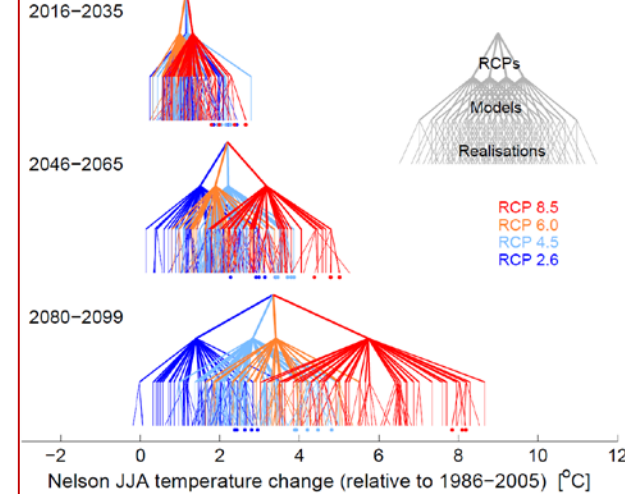 2016−2035
RCPs
Models
Realisations
2046−2065
RCP 8.5
RCP 6.0
RCP 4.5
RCP 2.6
2080−2099
−2 0 2 4 6 8 10 12
Nelson JJA temperature change (relative to 1986−2005) [°C]